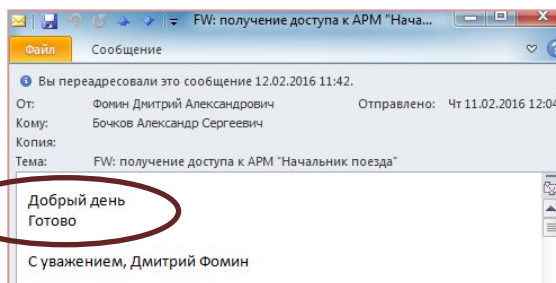 FW: получение доступа к АРМ "Нача...
Файл Сообщение
Вы переадресовали это сообщение 12.02.2016 11:42.
От: Фомин Дмитрий Александрович Отправлено: Чт 11.02.2016 12:04
Кому: Бочков Александр Сергеевич
Копия:
Тема: FW: получение доступа к АРМ "Начальник поезда"
Добрый день
Готово
С уважением, Дмитрий Фомин